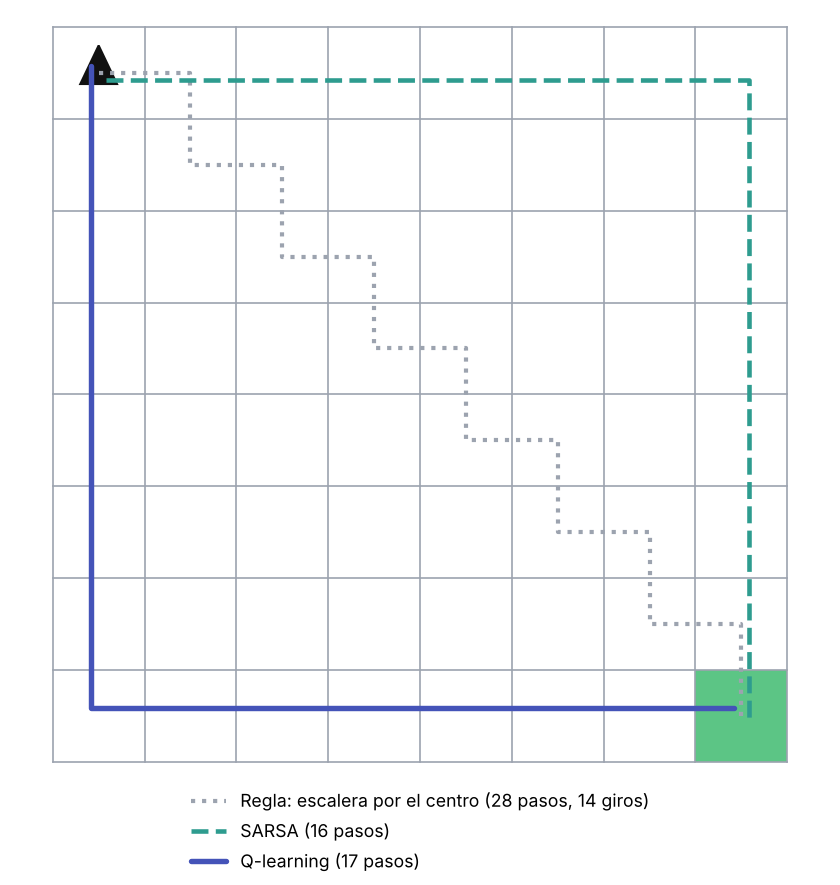 Regla: escalera por el centro (28 pasos, 14 giros)
SARSA (16 pasos)
Q-learning (17 pasos)